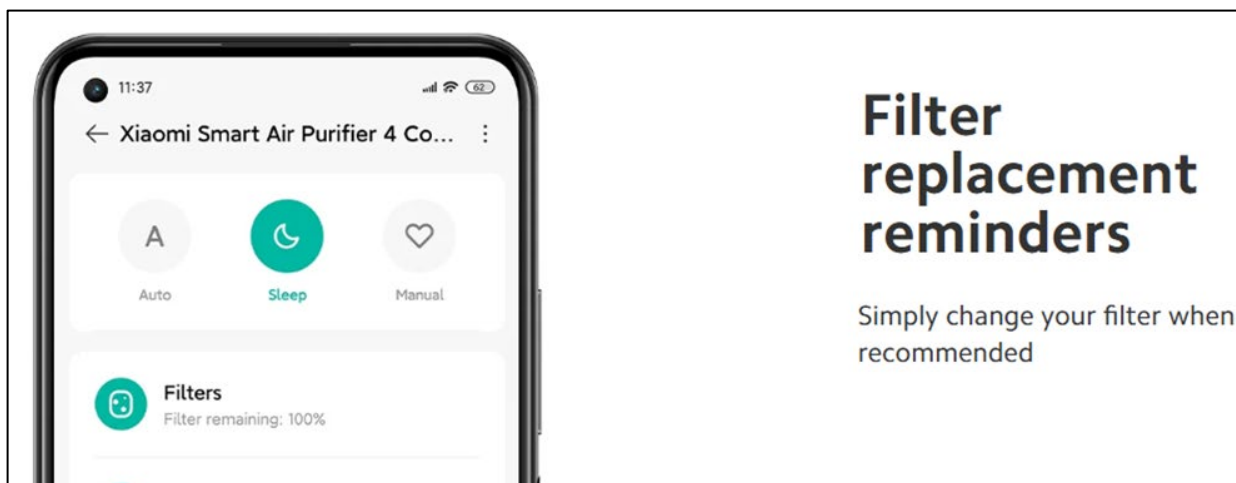 11:37
62
Xiaomi Smart Air Purifier 4 Co...
A
Auto
Sleep
Manual
Filters
Filter remaining: 100%
Filter
replacement
reminders
Simply change your filter when
recommended